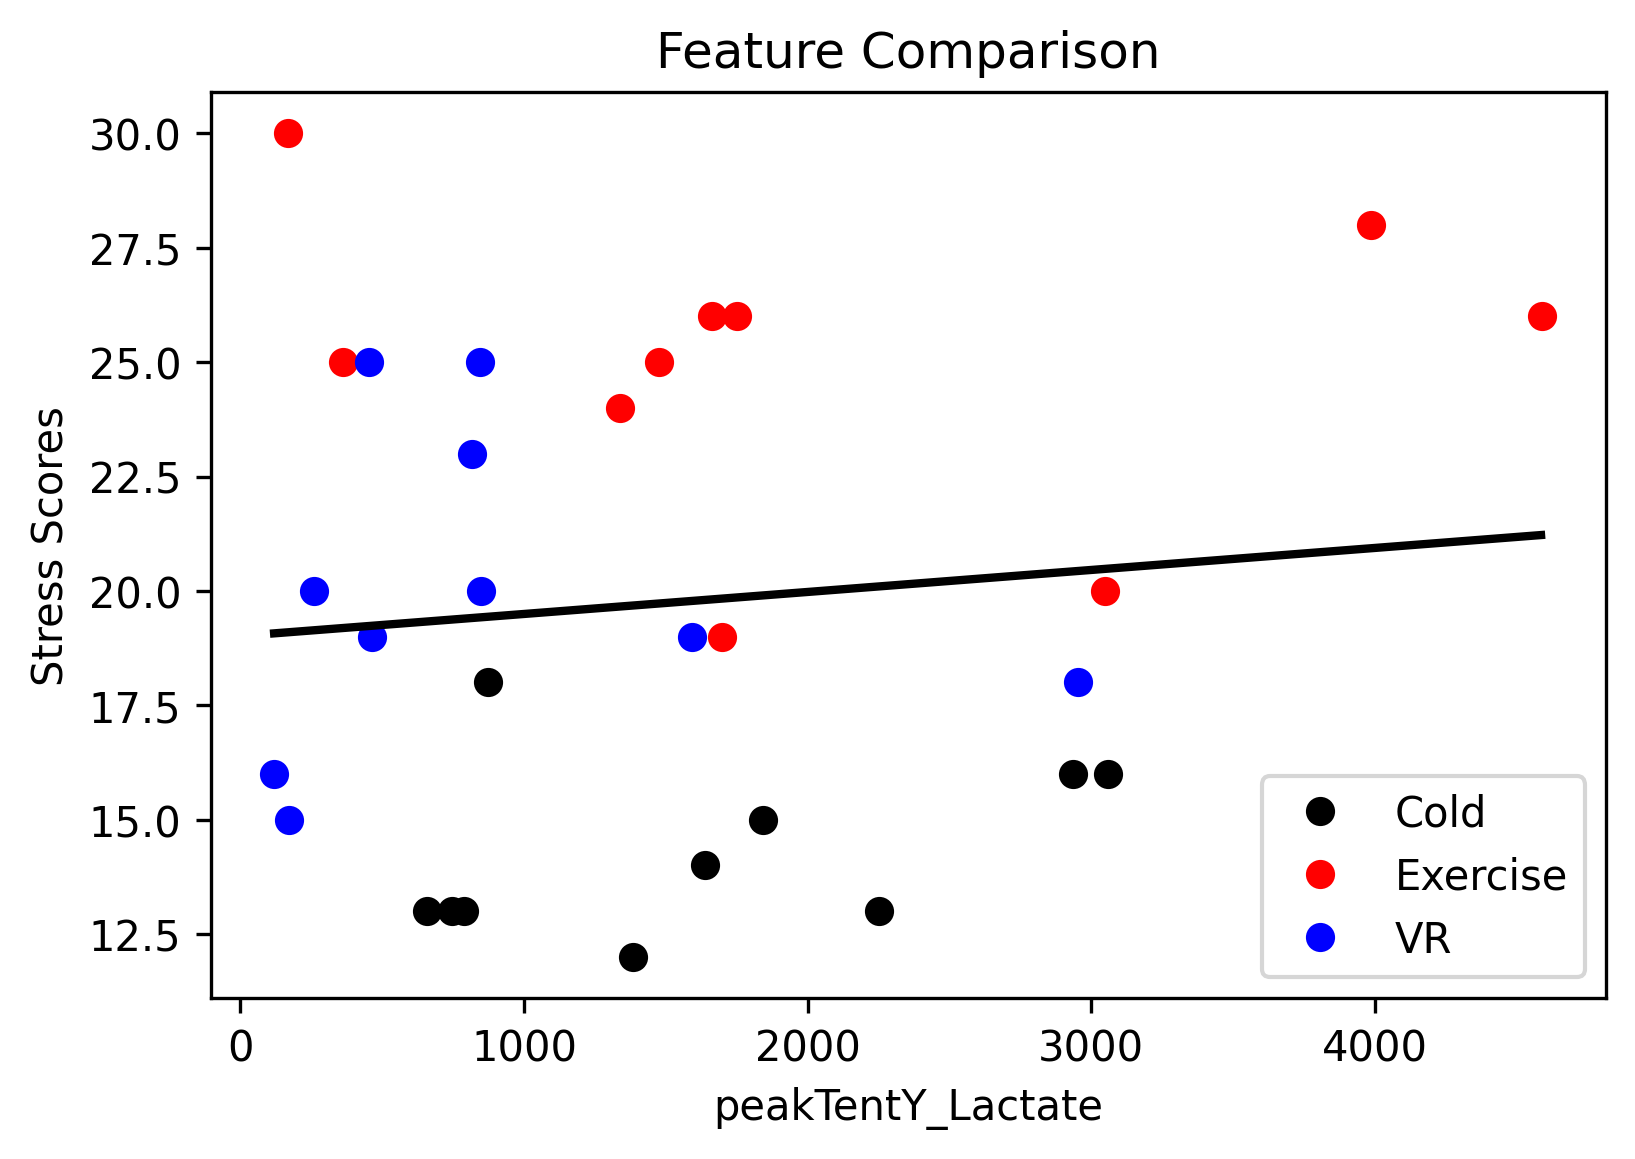 Feature Comparison
30.0
27.5
25.0
22.5
20.0
17.5
15.0
12.5
Stress Scores
Cold
Exercise
VR
0 1000 2000 3000 4000
peakTentY_Lactate